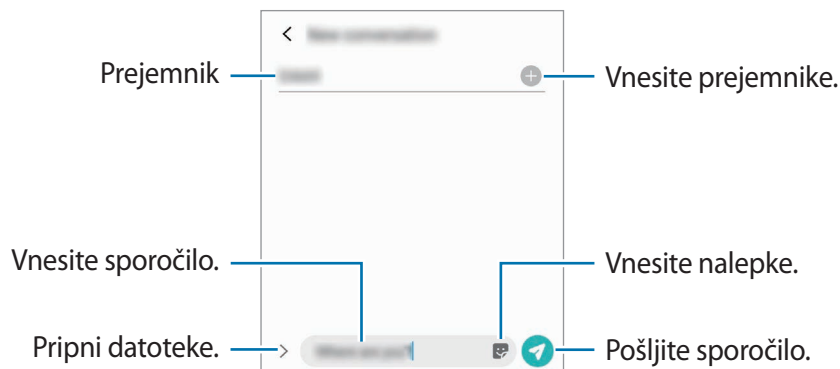 Prejemnik
Vnesite prejemnike.
Vnesite sporočilo.
Vnesite nalepke.
Pripni datoteke.
Pošljite sporočilo.